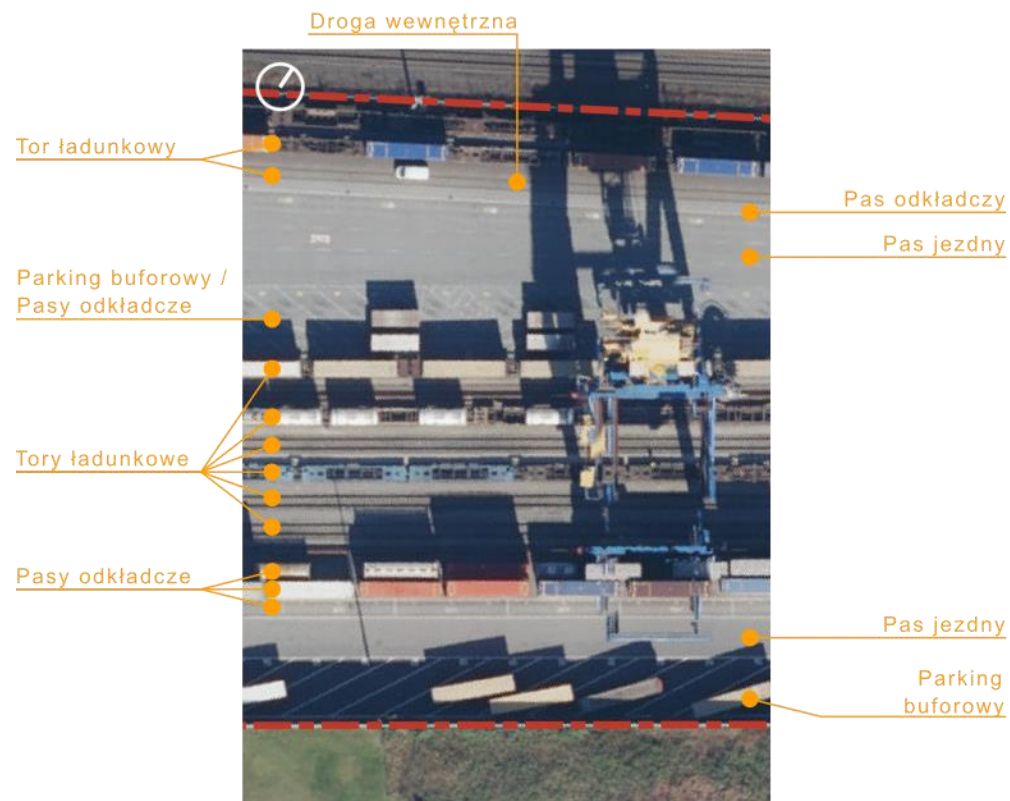 Droga wewnętrzna
Tor ładunkowy
Pas odkładczy
Pas jezdny
Parking buforowy /
Pasy odkładcze
Tory ładunkowe
Pasy odkładcze
Pas jezdny
Parking
buforowy